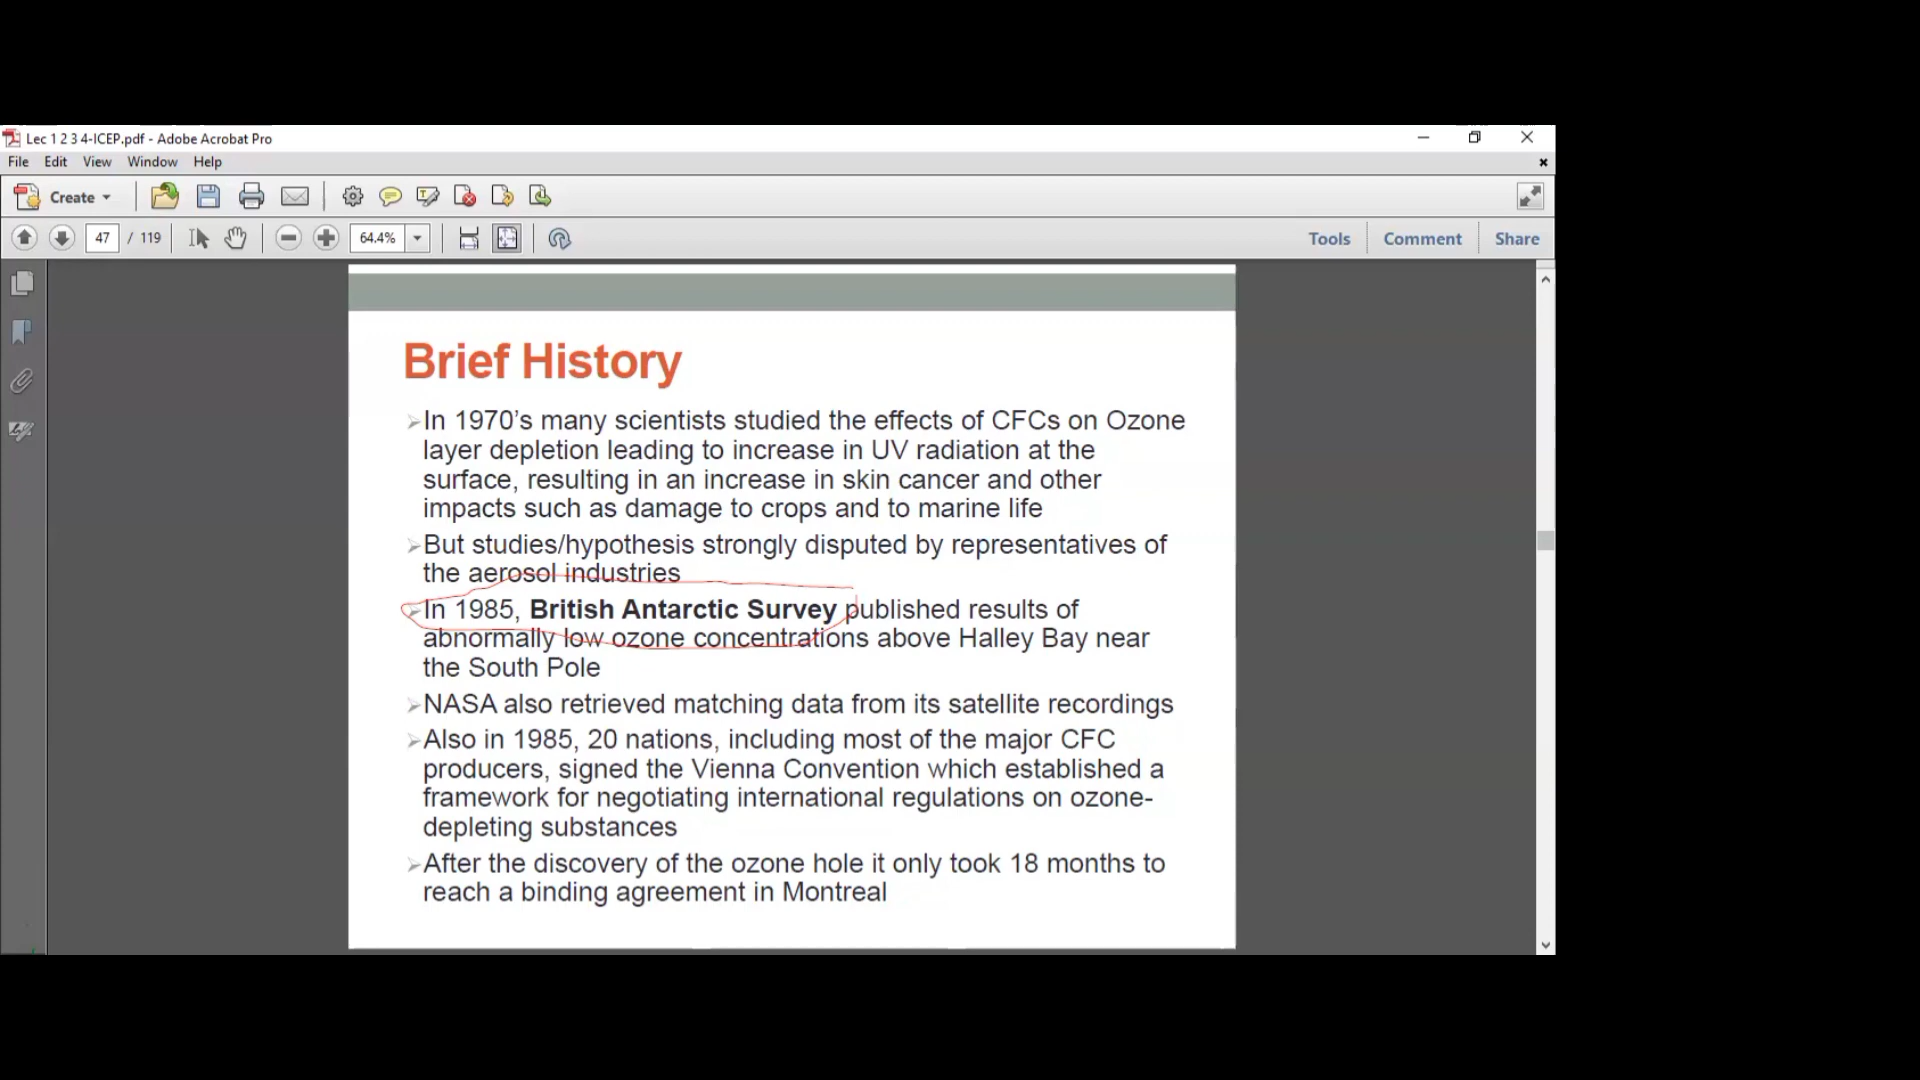 Lec 1 2 3 4-ICEP.pdf - Adobe Acrobat Pro
File Edit View Window Help
Create
47 / 119 64.4% Tools Comment Share
Brief History
In 1970’s many scientists studied the effects of CFCs on Ozone
layer depletion leading to increase in UV radiation at the
surface, resulting in an increase in skin cancer and other
impacts such as damage to crops and to marine life
But studies/hypothesis strongly disputed by representatives of
the aerosol industries
In 1985, British Antarctic Survey published results of
abnormally low ozone concentrations above Halley Bay near
the South Pole
NASA also retrieved matching data from its satellite recordings
Also in 1985, 20 nations, including most of the major CFC
producers, signed the Vienna Convention which established a
framework for negotiating international regulations on ozone-
depleting substances
After the discovery of the ozone hole it only took 18 months to
reach a binding agreement in Montreal